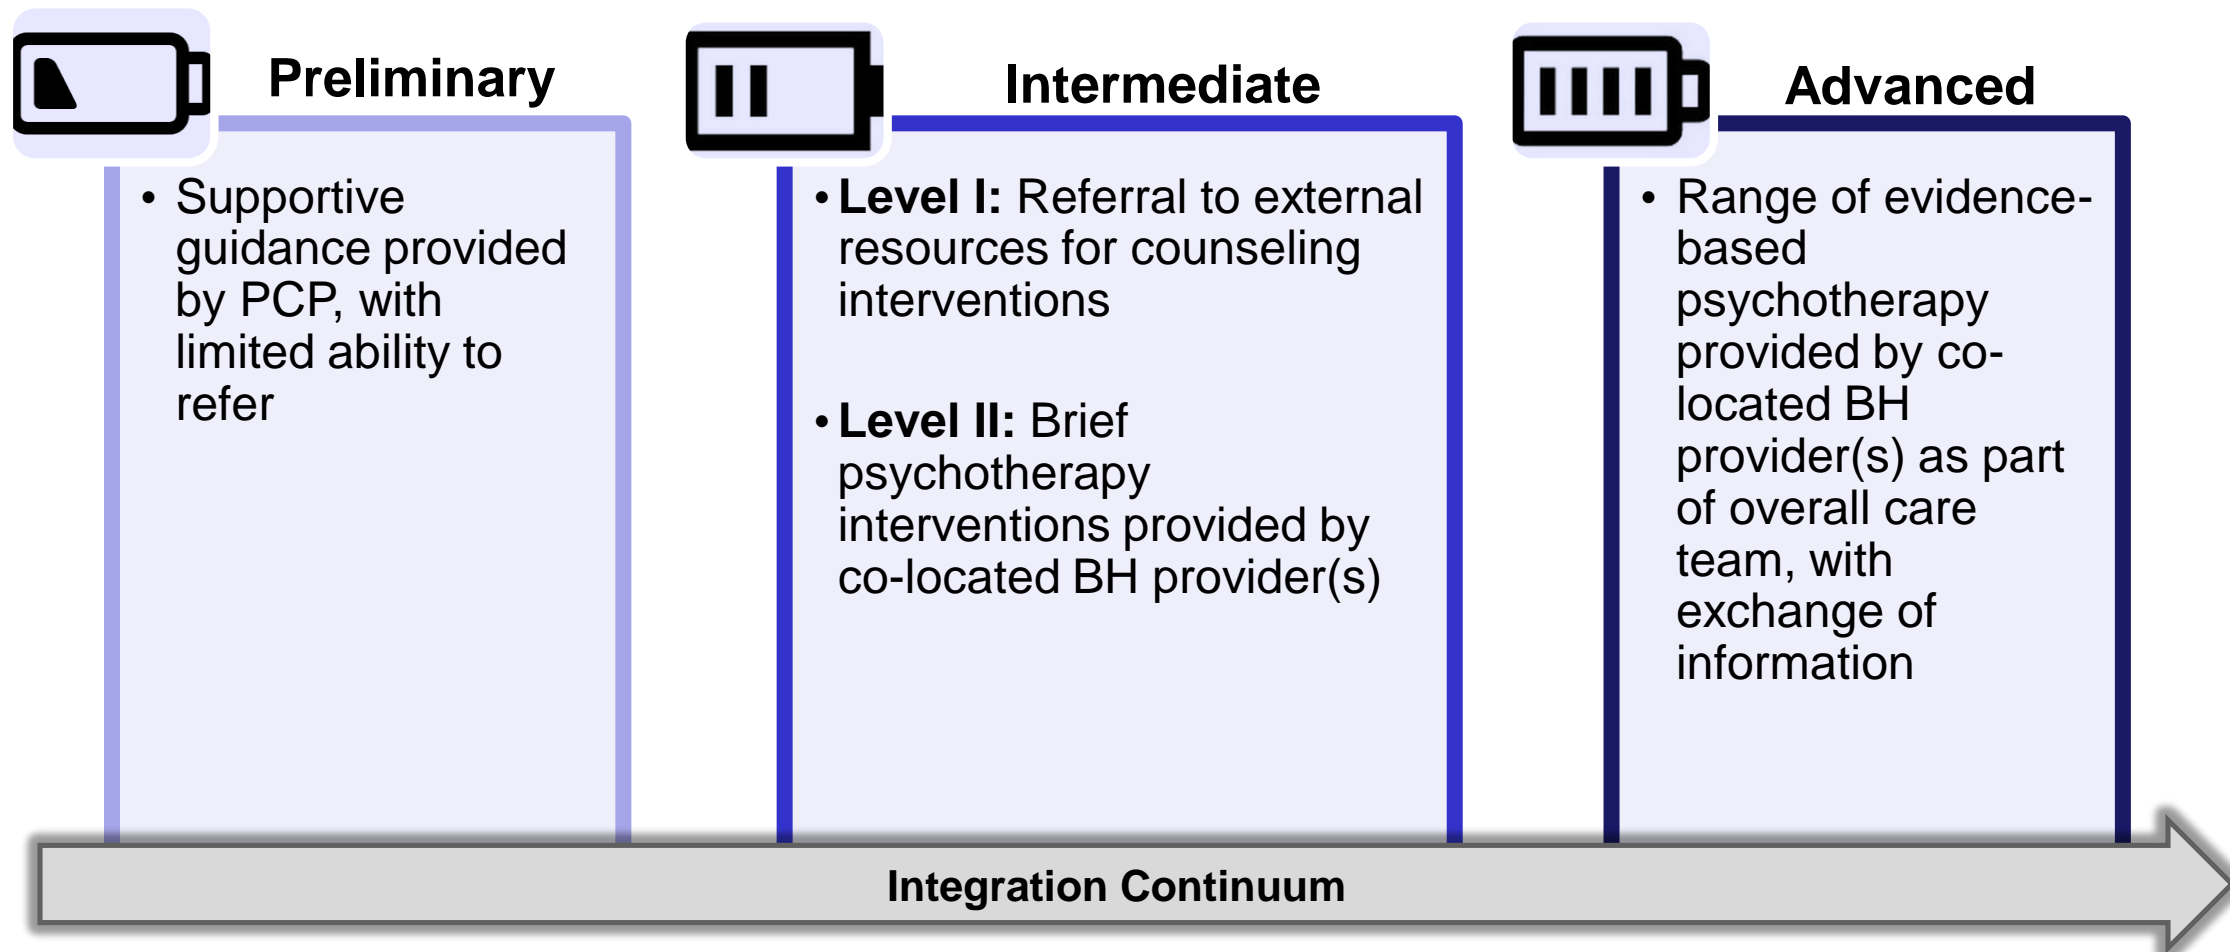 Preliminary
• Supportive
guidance provided
by PCP, with
limited ability to
refer
Intermediate
• Level I: Referral to external
resources for counseling
interventions
• Level II: Brief
psychotherapy
interventions provided by
co-located BH provider(s)
Advanced
• Range of evidence-
based
psychotherapy
provided by co-
located BH
provider(s) as part
of overall care
team, with
exchange of
information
Integration Continuum